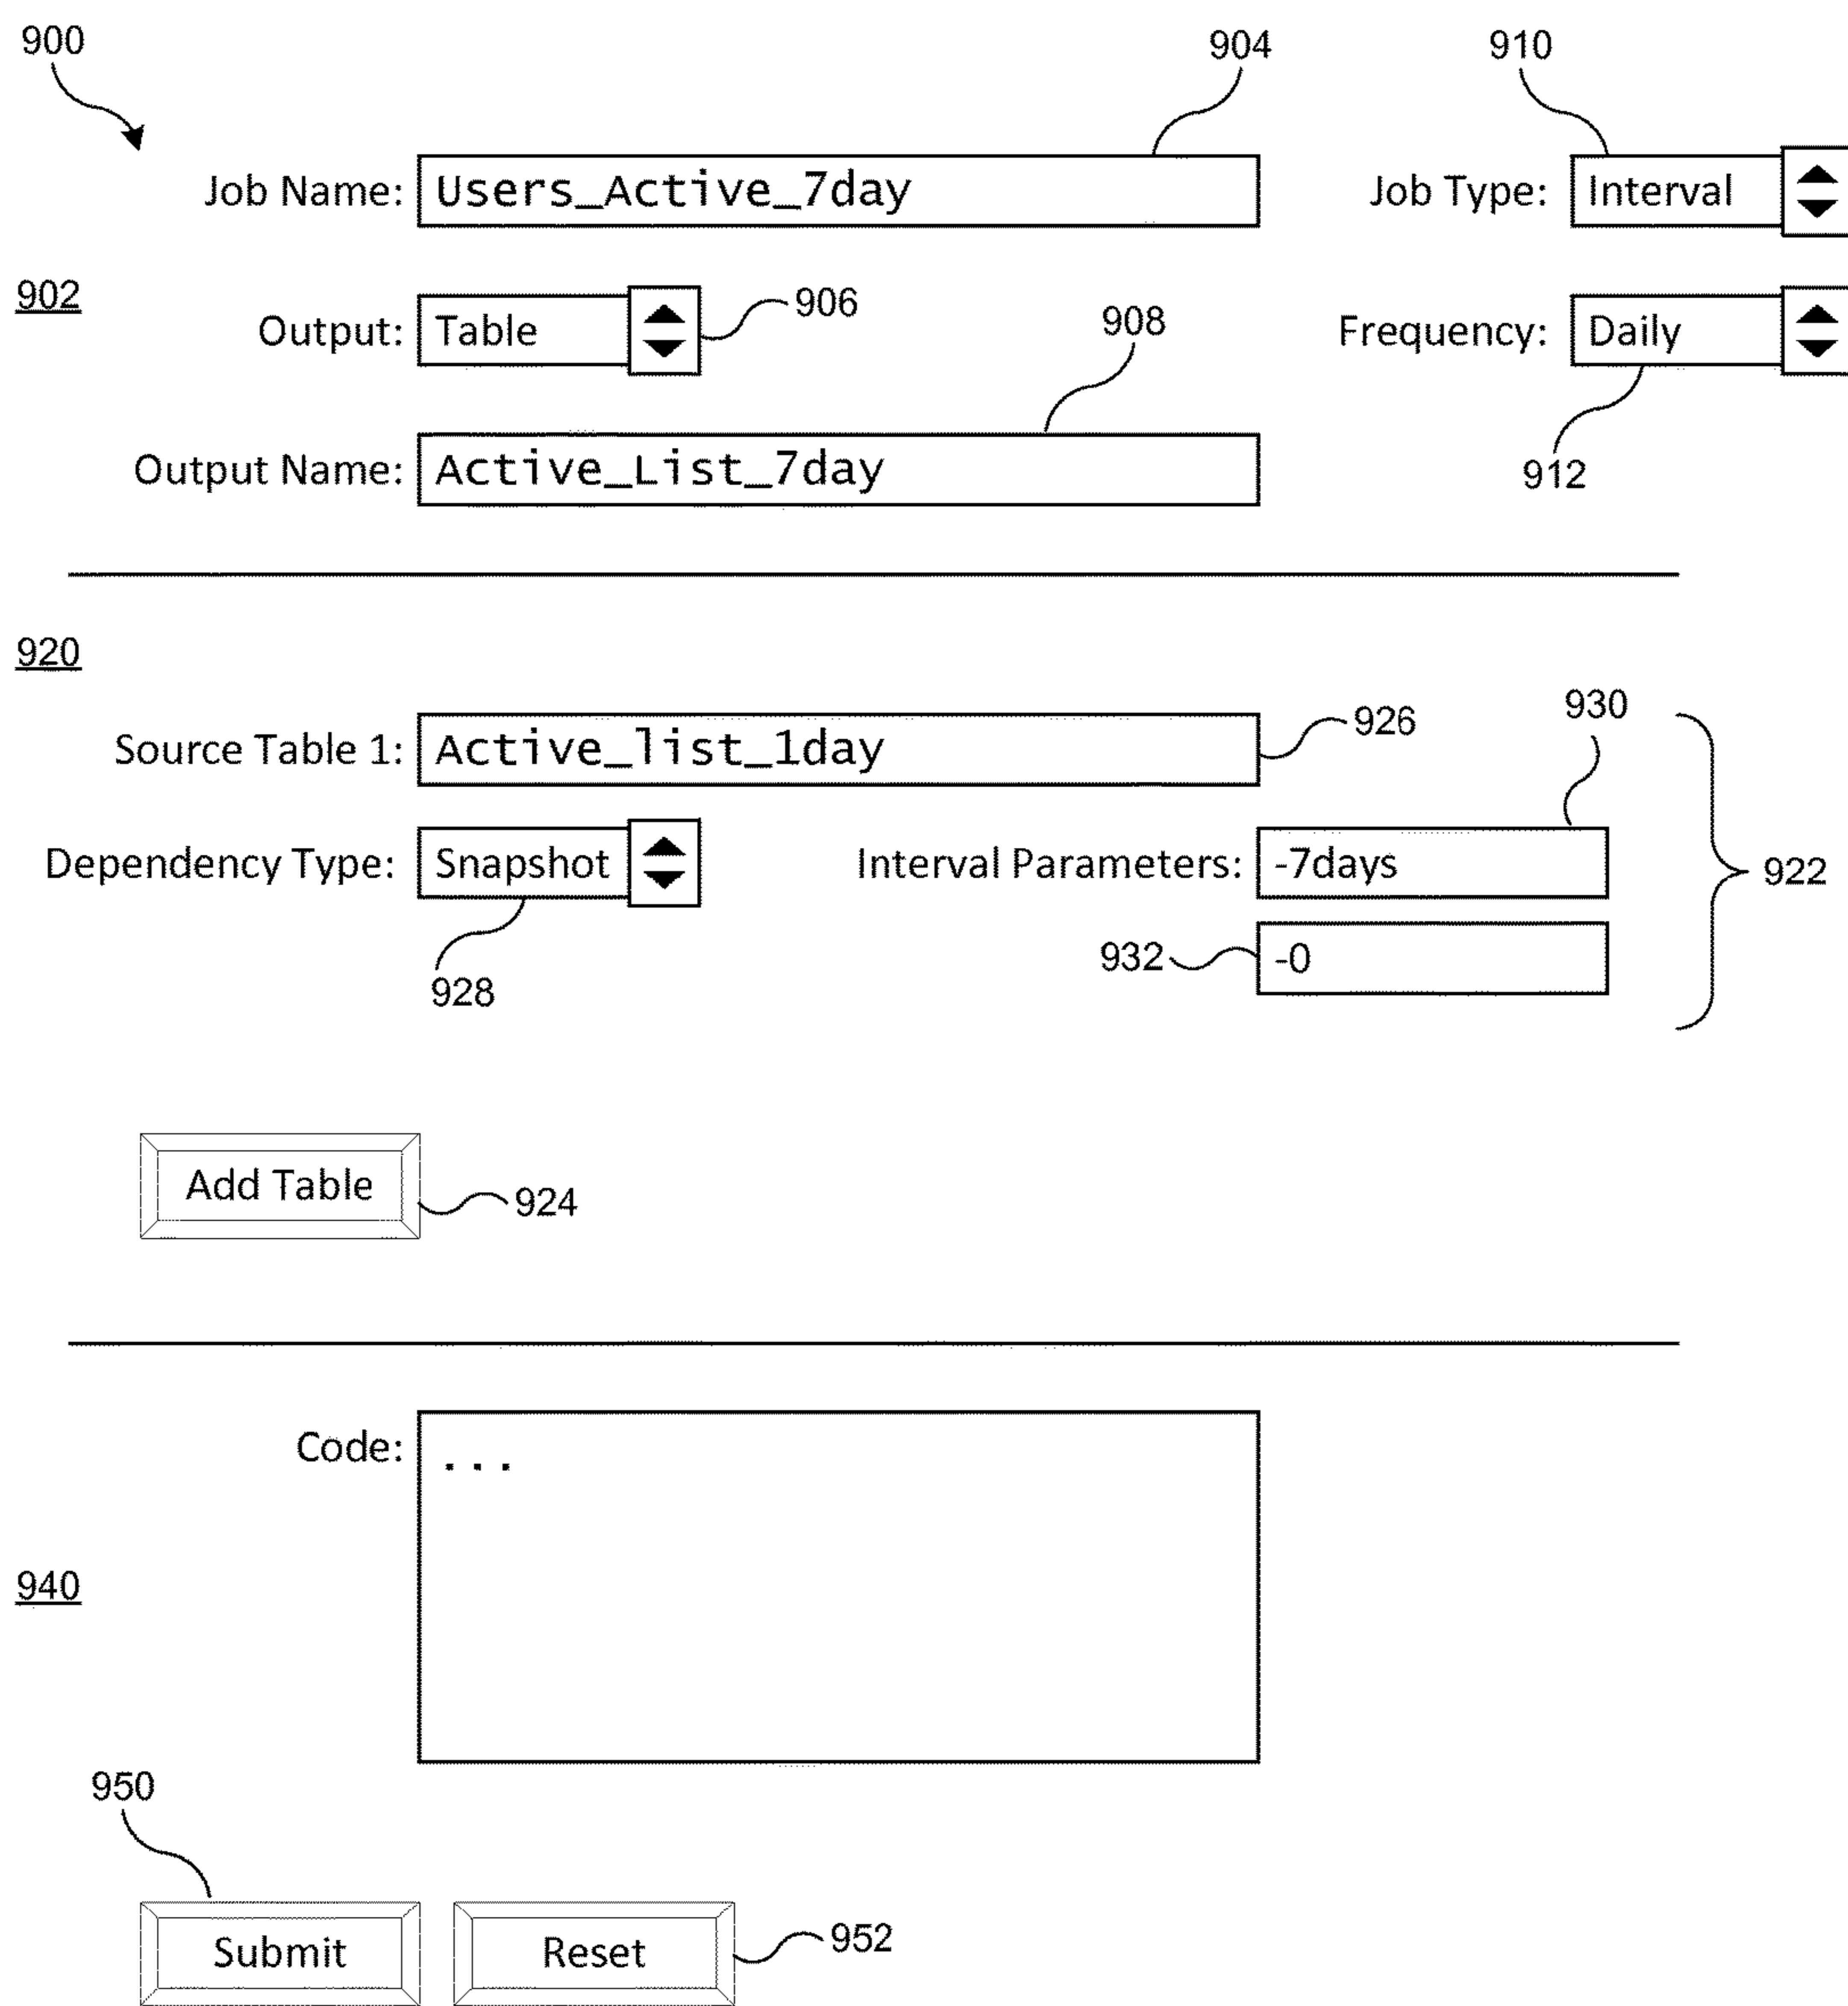 900
904
910
Job Name: Users_Active_7day
Job Type: Interval
902
Output: Table
906
908
Frequency: Daily
Output Name: Active_List_7day
912
920
Source Table 1: Active_list_1day
926
930
Dependency Type: Snapshot
Interval Parameters: -7days
922
932
-0
928
Add Table
924
Code: ...
940
950
Submit
Reset
952